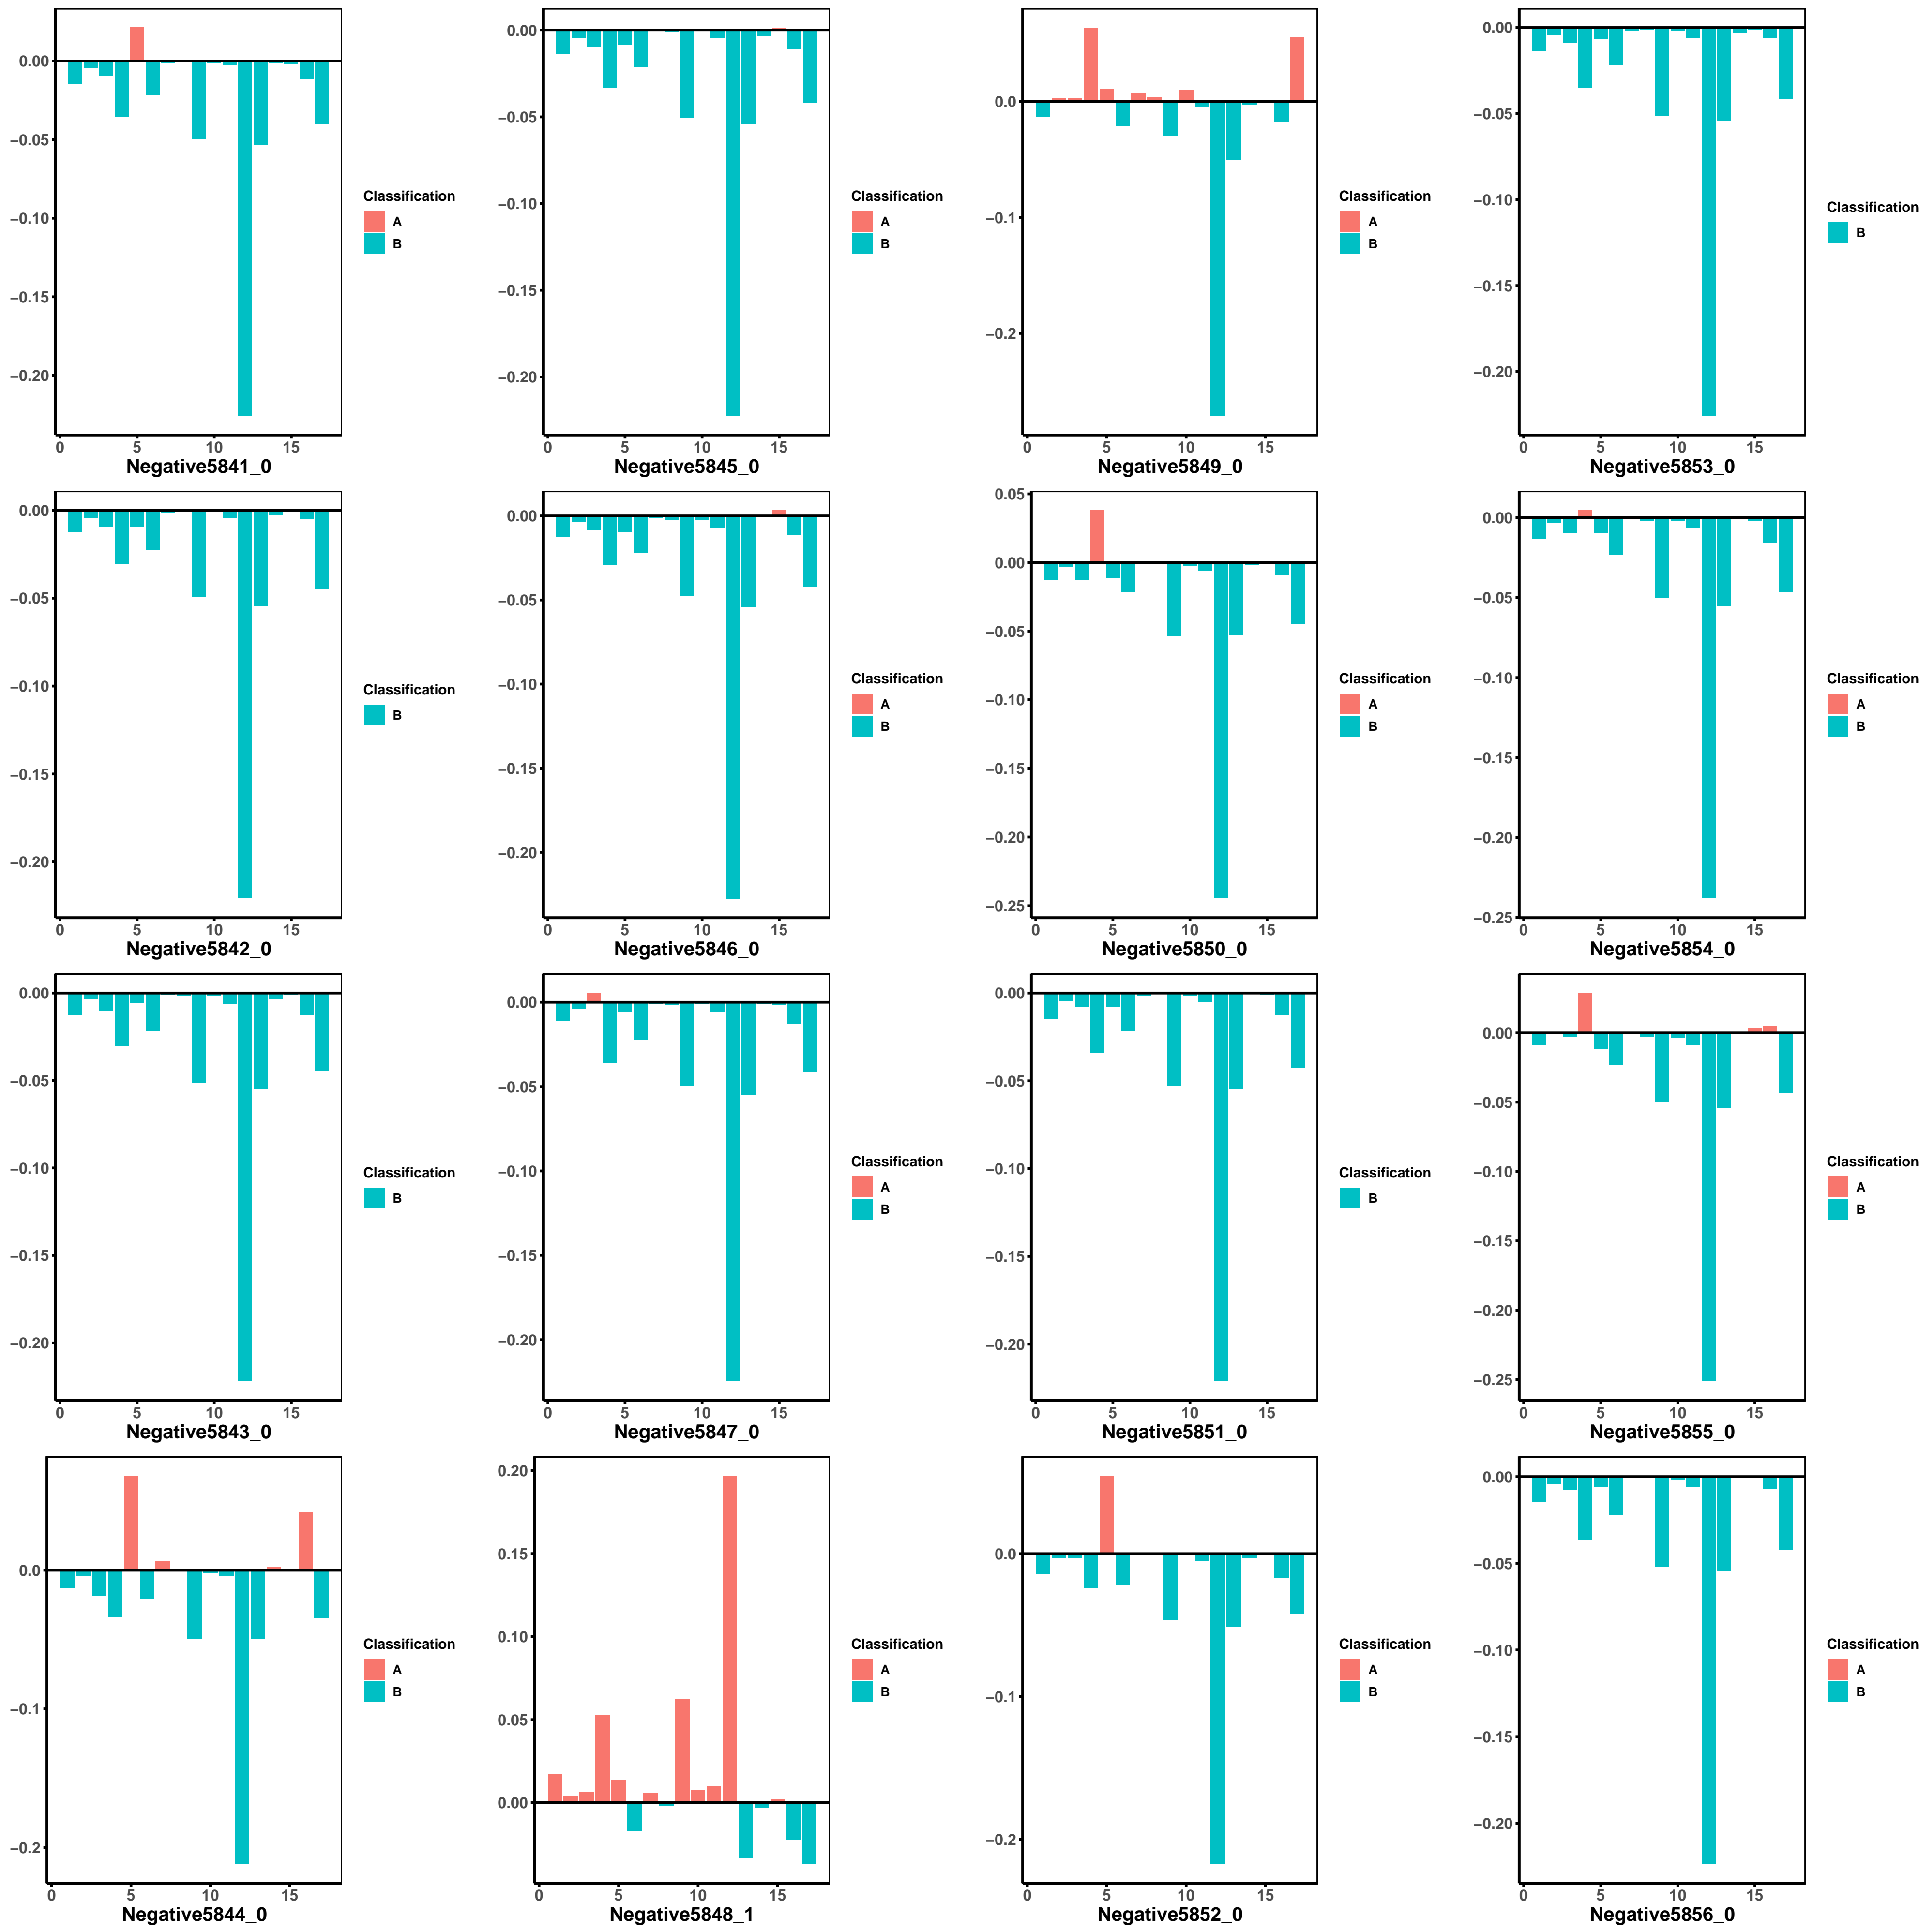 0.00
−0.05
−0.10
−0.15
−0.20
0 5 10 15
Negative5841_0
Classification
A
B
0.00
−0.05
−0.10
−0.15
−0.20
0 5 10 15
Negative5845_0
Classification
A
B
0.0
−0.1
−0.2
0 5 10 15
Negative5849_0
Classification
A
B
0.00
−0.05
−0.10
−0.15
−0.20
0 5 10 15
Negative5853_0
Classification
B
0.00
−0.05
−0.10
−0.15
−0.20
0 5 10 15
Negative5842_0
Classification
B
0.00
−0.05
−0.10
−0.15
−0.20
0 5 10 15
Negative5846_0
Classification
A
B
0.05
0.00
−0.05
−0.10
−0.15
−0.20
−0.25
0 5 10 15
Negative5850_0
Classification
A
B
0.00
−0.05
−0.10
−0.15
−0.20
−0.25
0 5 10 15
Negative5854_0
Classification
A
B
0.00
−0.05
−0.10
−0.15
−0.20
0 5 10 15
Negative5843_0
Classification
B
0.00
−0.05
−0.10
−0.15
−0.20
0 5 10 15
Negative5847_0
Classification
A
B
0.00
−0.05
−0.10
−0.15
−0.20
0 5 10 15
Negative5851_0
Classification
B
0.00
−0.05
−0.10
−0.15
−0.20
−0.25
0 5 10 15
Negative5855_0
Classification
A
B
0.0
−0.1
−0.2
0 5 10 15
Negative5844_0
Classification
A
B
0.20
0.15
0.10
0.05
0.00
0 5 10 15
Negative5848_1
Classification
A
B
0.0
−0.1
−0.2
0 5 10 15
Negative5852_0
Classification
A
B
0.00
−0.05
−0.10
−0.15
−0.20
0 5 10 15
Negative5856_0
Classification
A
B